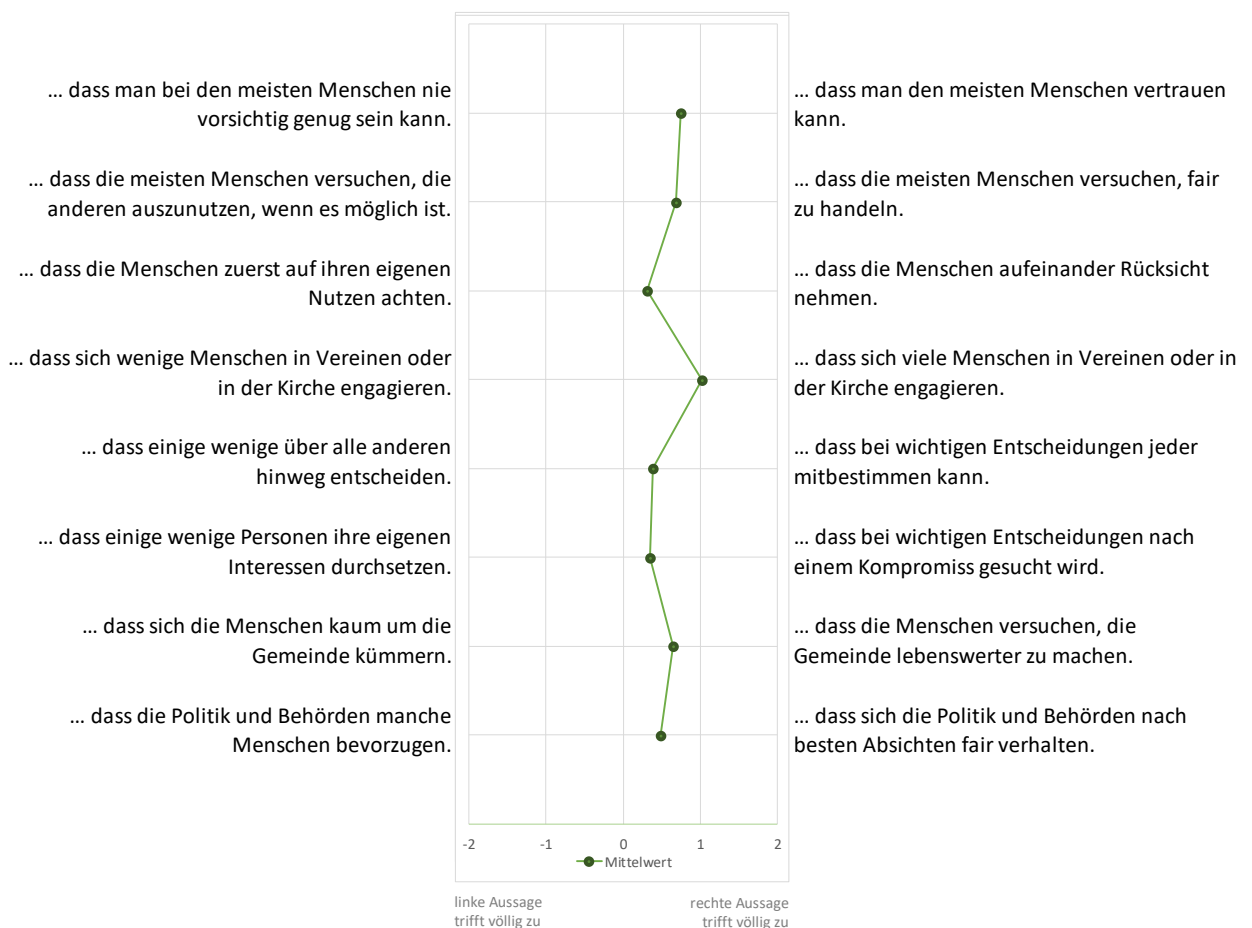 ... dass man bei den meisten Menschen nie
vorsichtig genug sein kann.
... dass man den meisten Menschen vertrauen
kann.
... dass die meisten Menschen versuchen, die
anderen auszunutzen, wenn es möglich ist.
... dass die meisten Menschen versuchen, fair
zu handeln.
... dass die Menschen zuerst auf ihren eigenen
Nutzen achten.
... dass die Menschen aufeinander Rücksicht
nehmen.
... dass sich wenige Menschen in Vereinen oder
in der Kirche engagieren.
... dass sich viele Menschen in Vereinen oder in
der Kirche engagieren.
... dass einige wenige über alle anderen
hinweg entscheiden.
... dass bei wichtigen Entscheidungen jeder
mitbestimmen kann.
... dass einige wenige Personen ihre eigenen
Interessen durchsetzen.
... dass bei wichtigen Entscheidungen nach
einem Kompromiss gesucht wird.
... dass sich die Menschen kaum um die
Gemeinde kümmern.
... dass die Menschen versuchen, die
Gemeinde lebenswerter zu machen.
... dass die Politik und Behörden manche
Menschen bevorzugen.
... dass sich die Politik und Behörden nach
besten Absichten fair verhalten.
-2 -1 0 1 2
Mittelwert
linke Aussage
trifft völlig zu
rechte Aussage
trifft völlig zu